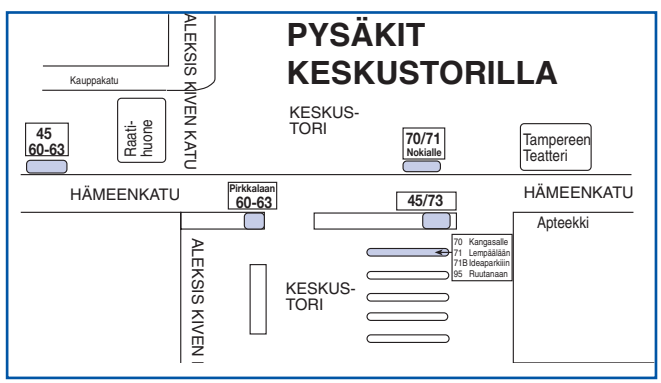 PYSÄKIT
KESKUSTORILLA
ALEKSIS KIVEN KATU
Kauppakatu
Raati-
huone
KESKUS-
TORI
45
60-63
70/71
Nokialle
Tampereen
Teatteri
HÄMEENKATU
Pirkkalaan
60-63
45/73
HÄMEENKATU
Apteekki
ALEKSIS KIVEN
KESKUS-
TORI
70 Kangasalle
71 Lempäälään
71B Ideaparkiin
95 Ruutanaan